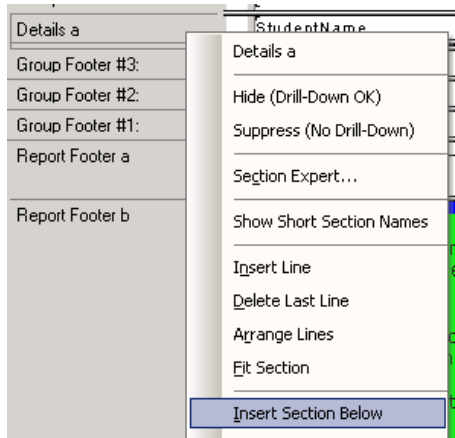 Details a
StudentName
Group Footer #3:
Group Footer #2:
Group Footer #1:
Report Footer a
Report Footer b
Details a
Hide (Drill-Down OK)
Suppress (No Drill-Down)
Section Expert...
Show Short Section Names
Insert Line
Delete Last Line
Arrange Lines
Fit Section
Insert Section Below